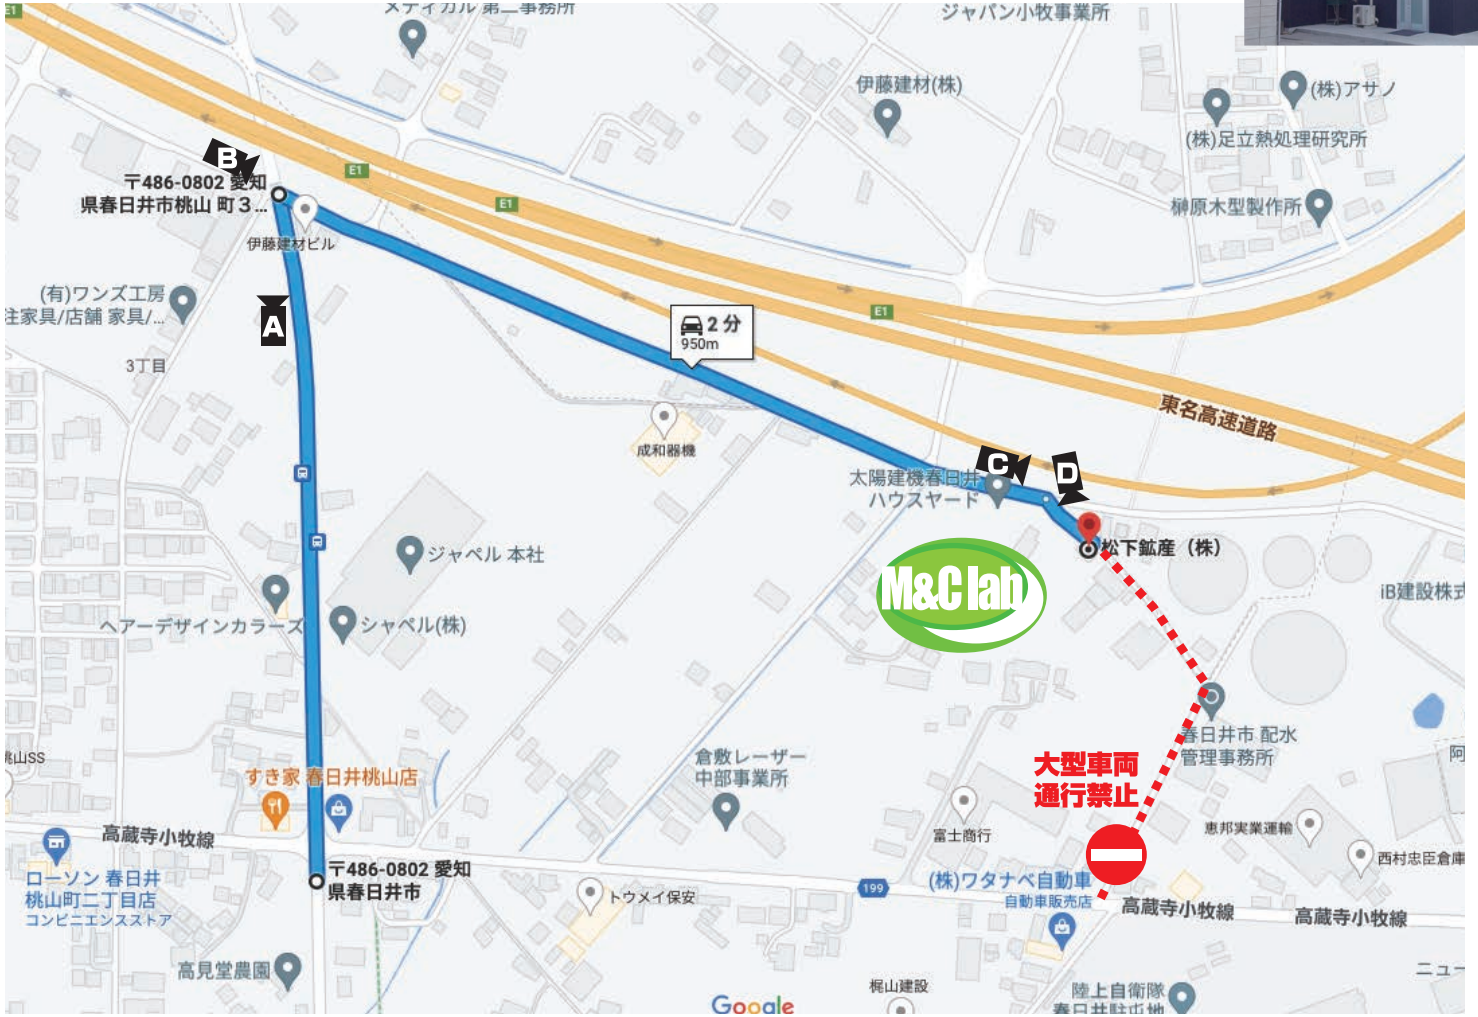 E1
メディカル 第二事務所
ジャパン小牧事業所
伊藤建材(株)
(株)アサノ
(株)足立熱処理研究所
B
〒486-0802 愛知
県春日井市桃山 町３...
E1
E1
榊原木型製作所
伊藤建材ビル
(有)ワンズ工房
注家具/店舗 家具/...
A
E1
2 分
950m
3丁目
東名高速道路
成和器機
C
D
太陽建機春日井
ハウスヤード
松下鉱産（株）
ジャペル 本社
M&C lab
iB建設株式
ヘアーデザインカラーズ
シャペル(株)
春日井市 配水
管理事務所
桃山SS
倉敷レーザー
中部事業所
大型車両
通行禁止
阿
すき家 春日井桃山店
高蔵寺小牧線
富士商行
恵邦実業運輸
西村忠臣倉庫
ローソン 春日井
桃山町二丁目店
コンビニエンスストア
〒486-0802 愛知
県春日井市
トウメイ保安
199
(株)ワタナベ自動車
自動車販売店
高蔵寺小牧線
高蔵寺小牧線
高見堂農園
ニュー
梶山建設
陸上自衛隊
春日井駐屯地
Google